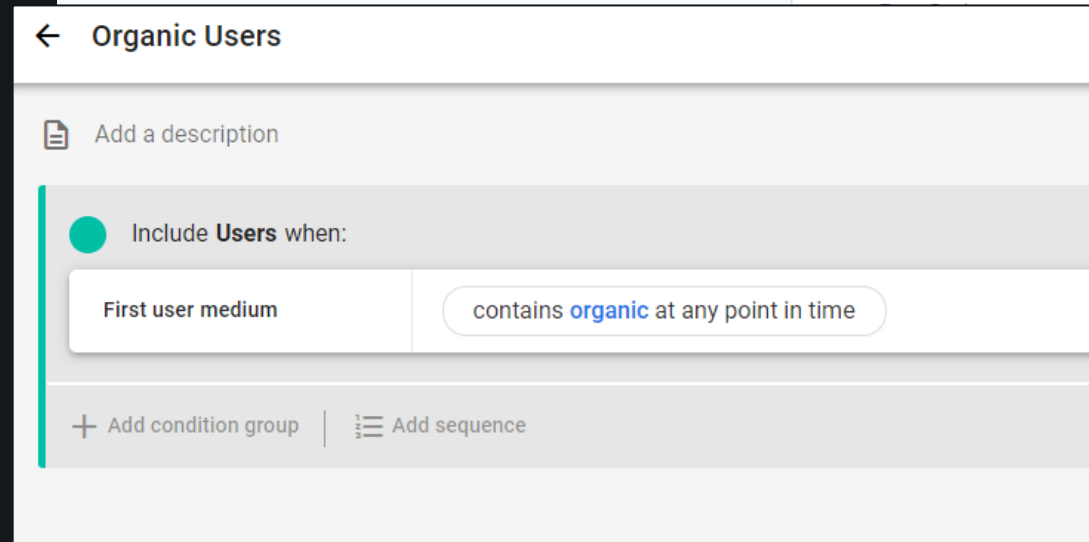 Organic Users
Add a description
Include Users when:
First user medium
contains organic at any point in time
Add condition group
Add sequence